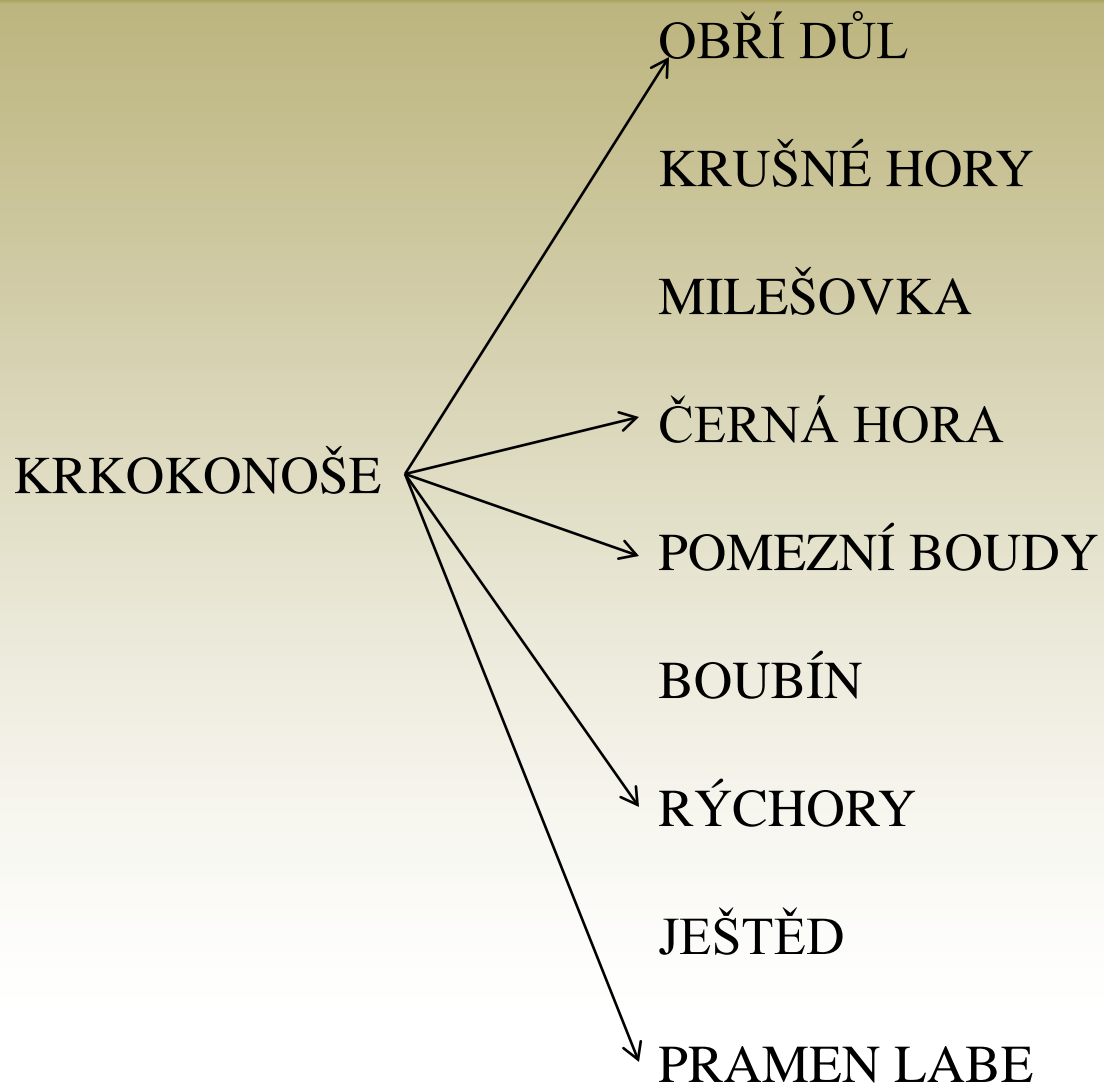 OBŘÍ DŮL
KRUŠNÉ HORY
MILEŠOVKA
ČERNÁ HORA
KRKOKONOŠE
POMEZNÍ BOUDY
BOUBÍN
RÝCHORY
JEŠTĚD
PRAMEN LABE